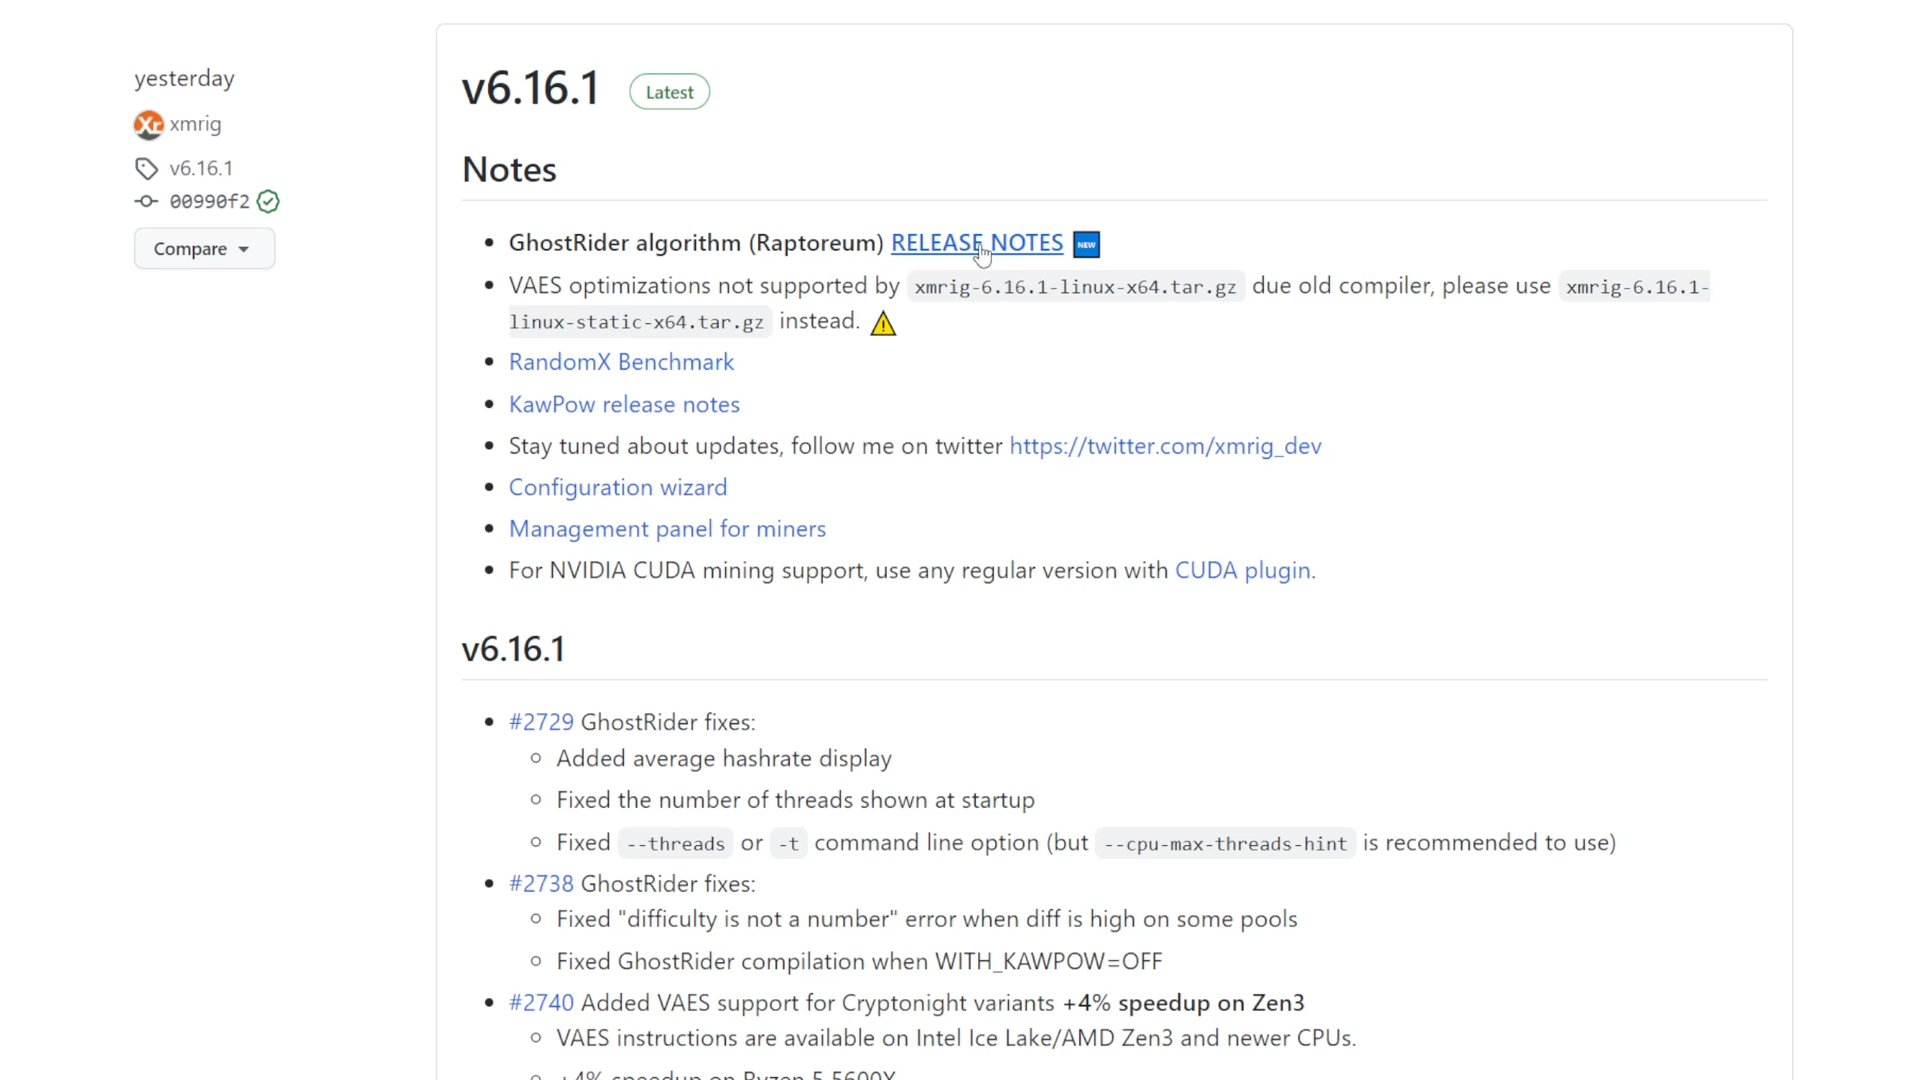 yesterday
Xr xmrig
v6.16.1
00990f2
Compare
v6.16.1 Latest
Notes
GhostRider algorithm (Raptoreum) RELEASE NOTES NEW
VAES optimizations not supported by xmrig-6.16.1-linux-x64.tar.gz due old compiler, please use xmrig-6.16.1-
linux-static-x64.tar.gz instead.
RandomX Benchmark
KawPow release notes
Stay tuned about updates, follow me on twitter https://twitter.com/xmrig_dev
Configuration wizard
Management panel for miners
For NVIDIA CUDA mining support, use any regular version with CUDA plugin.
v6.16.1
#2729 GhostRider fixes:
Added average hashrate display
Fixed the number of threads shown at startup
Fixed --threads or -t command line option (but --cpu-max-threads-hint is recommended to use)
#2738 GhostRider fixes:
Fixed "difficulty is not a number" error when diff is high on some pools
Fixed GhostRider compilation when WITH_KAWPOW=OFF
#2740 Added VAES support for Cryptonight variants +4% speedup on Zen3
VAES instructions are available on Intel Ice Lake/AMD Zen3 and newer CPUs.
+4% speedup on Ryzen 5 5600X